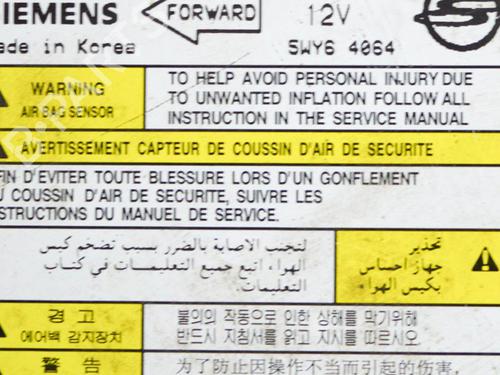 SIEMENS
FORWARD
12V
ade in Korea
5WY6 4064
WARNING
AIR BAG SENSOR
TO HELP AVOID PERSONAL INJURY DUE
TO UNWANTED INFLATION FOLLOW ALL
INSTRUCTION IN THE SERVICE MANUAL
AVERTISSEMENT CAPTEUR DE COUSSIN D'AIR DE SECURITE
FIN D'EVITER TOUTE BLESSURE LORS D'UN GONFLEMENT
U COUSSIN D'AIR DE SECURITE, SUIVRE LES
STRUCTIONS DU MANUEL DE SERVICE.
تحذير
جهاز احساس
بكيس الهواء
لتجنب الاصابة بالضرر بسبب تضخم كيس
الهواء، اتبع جميع التعليمات في كتاب
التعليمات.
경 고
에어백 감지장치
불의의 작동으로 인한 상해를 막기위해
반드시 지침서를 읽고 지시를 따르시오.
警 告
为了防止因操作不当而引起的伤害,